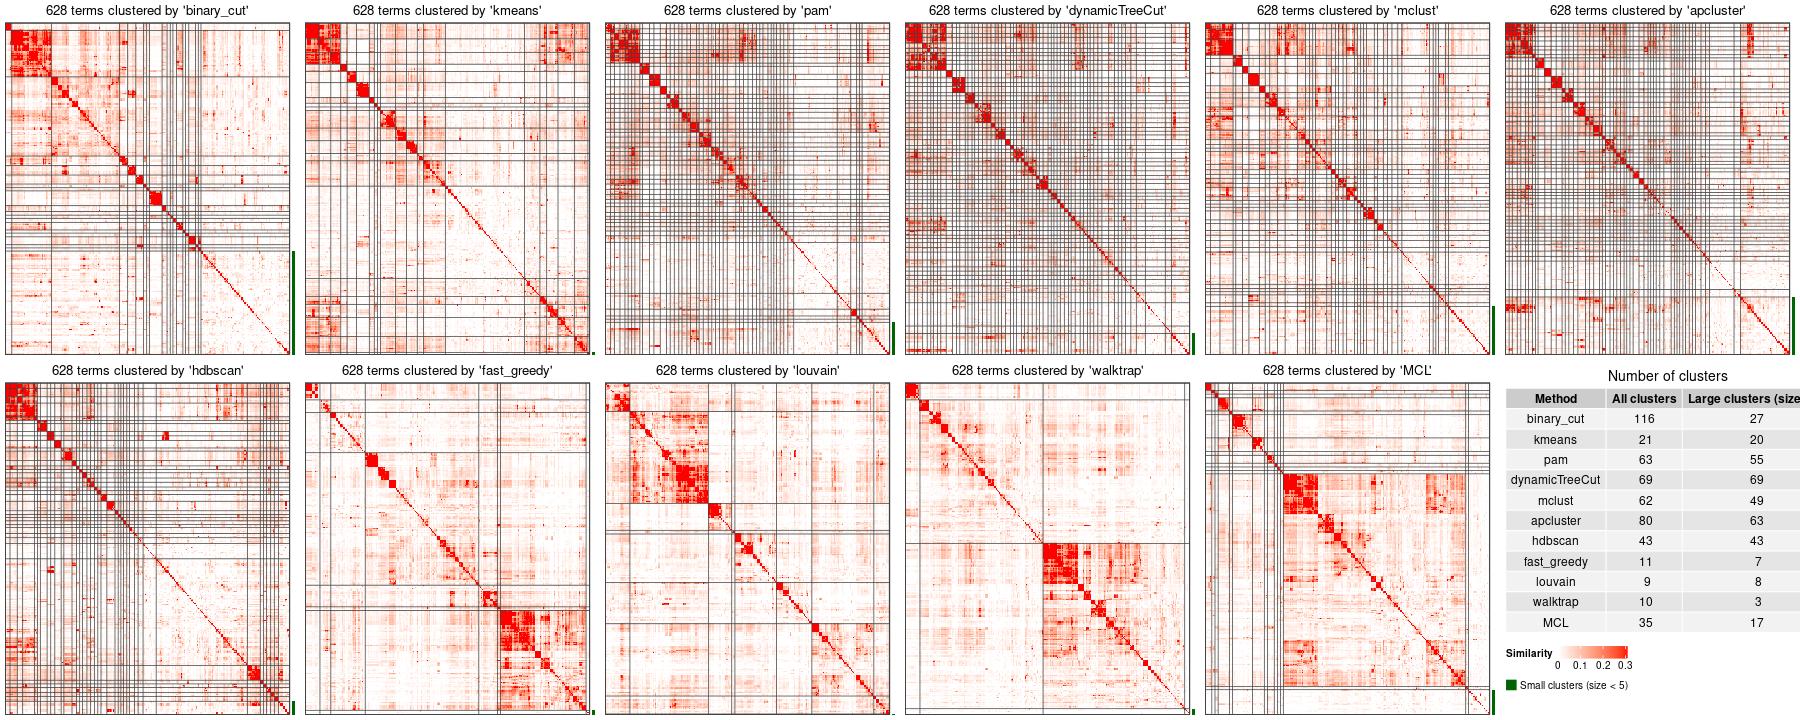 628 terms clustered by 'binary_cut'
628 terms clustered by 'kmeans'
628 terms clustered by 'pam'
628 terms clustered by 'dynamicTreeCut'
628 terms clustered by 'mclust'
628 terms clustered by 'apcluster'
628 terms clustered by 'hdbscan'
628 terms clustered by 'fast_greedy'
628 terms clustered by 'louvain'
628 terms clustered by 'walktrap'
628 terms clustered by 'MCL'
Number of clusters
Method All clusters Large clusters (size
binary_cut 116 27
kmeans 21 20
pam 63 55
dynamicTreeCut 69 69
mclust 62 49
apcluster 80 63
hdbscan 43 43
fast_greedy 11 7
louvain 9 8
walktrap 10 3
MCL 35 17
Similarity
0 0.1 0.2 0.3
Small clusters (size < 5)